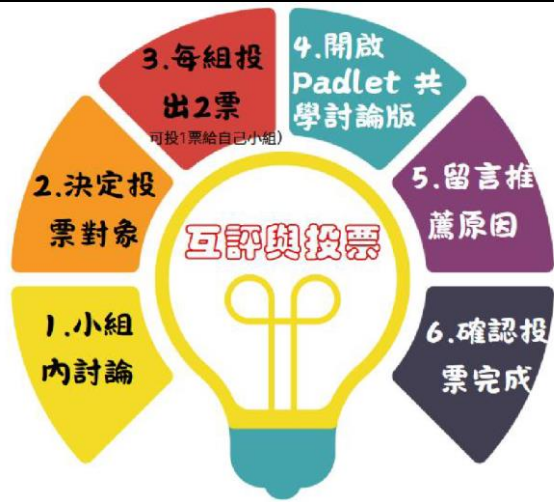 互評與投票
1.小組
內討論
2.決定投
票對象
3.每組投
出2票
可投1票給自己小組)
4.開啟
Padlet 共
學討論版
5.留言推
薦原因
6.確認投
票完成